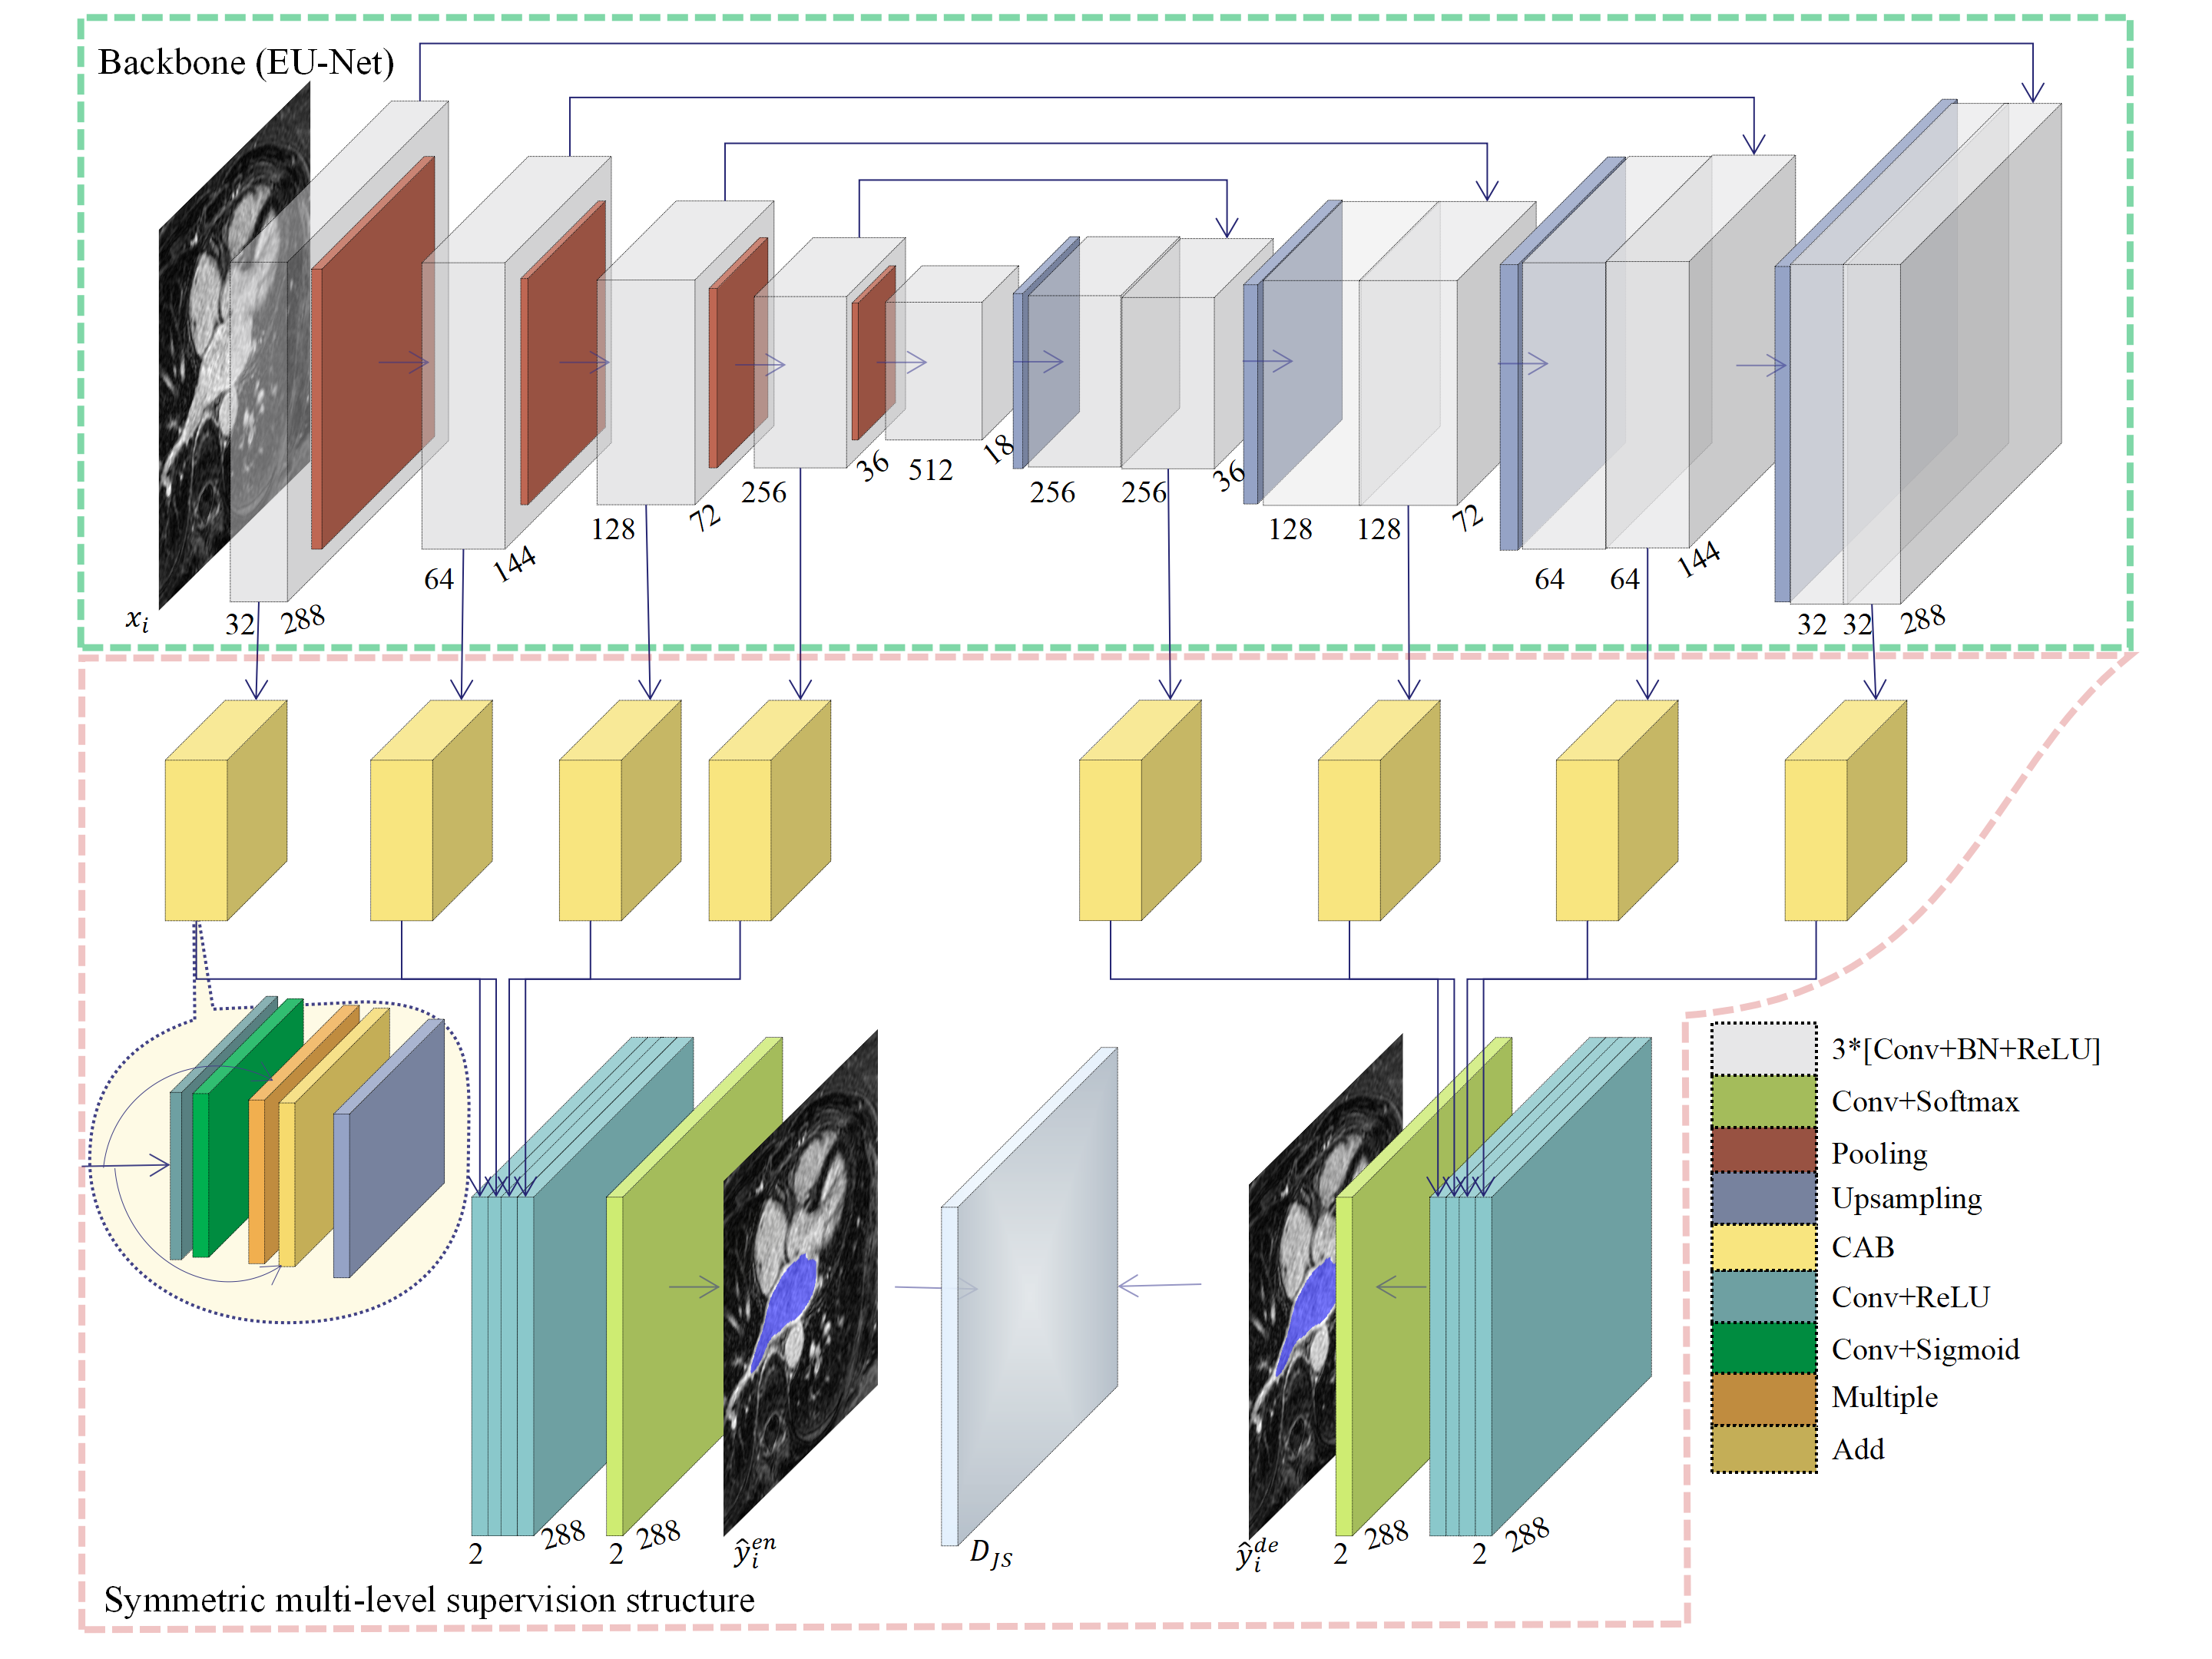 Backbone (EU-Net)
x_i
32 288
64 144
128 72
256 36
512 18
256 256 36
128 128 72
64 64 144
32 32 288
3*[Conv+BN+ReLU]
Conv+Softmax
Pooling
Upsampling
CAB
Conv+ReLU
Conv+Sigmoid
Multiple
Add
2 288
2 288
ŷ_i^{en}
D_{JS}
ŷ_i^{de}
2 288
2 288
Symmetric multi-level supervision structure